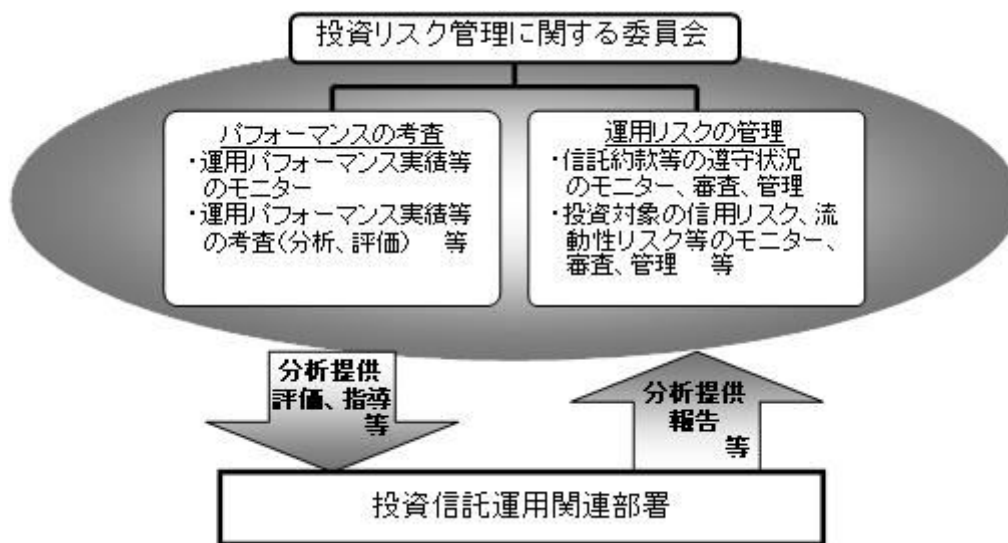 投資リスク管理に関する委員会
パフォーマンスの考査
・運用パフォーマンス実績等
のモニター
・運用パフォーマンス実績等
の考査(分析、評価)　等
運用リスクの管理
・信託約款等の遵守状況
のモニター、審査、管理
・投資対象の信用リスク、流
動性リスク等のモニター、
審査、管理　等
分析提供
評価、指導
等
分析提供
報告
等
投資信託運用関連部署